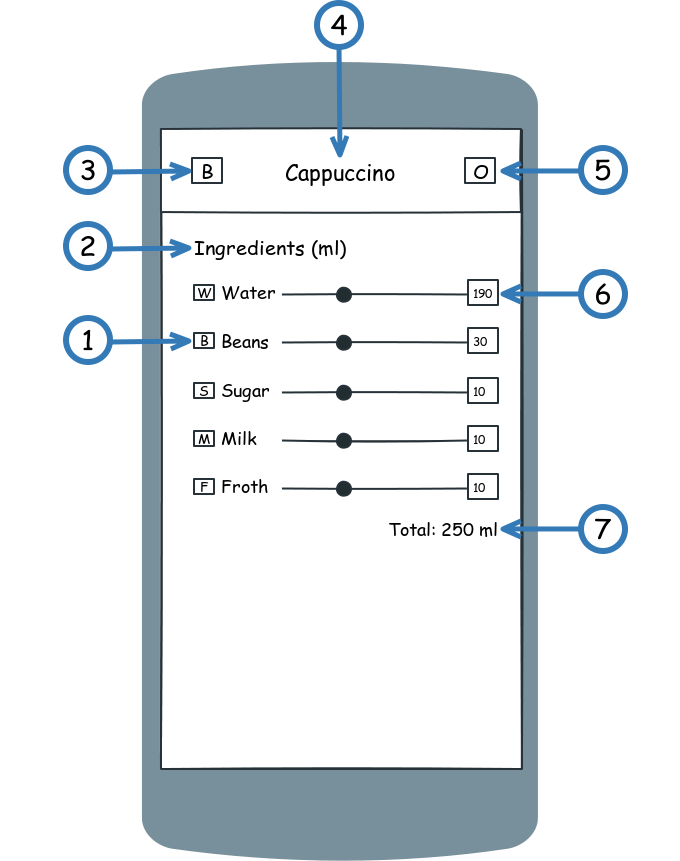 4
3 B Cappuccino O 5
2 Ingredients (ml)
W Water 190 6
1 B Beans 30
S Sugar 10
M Milk 10
F Froth 10
Total: 250 ml 7